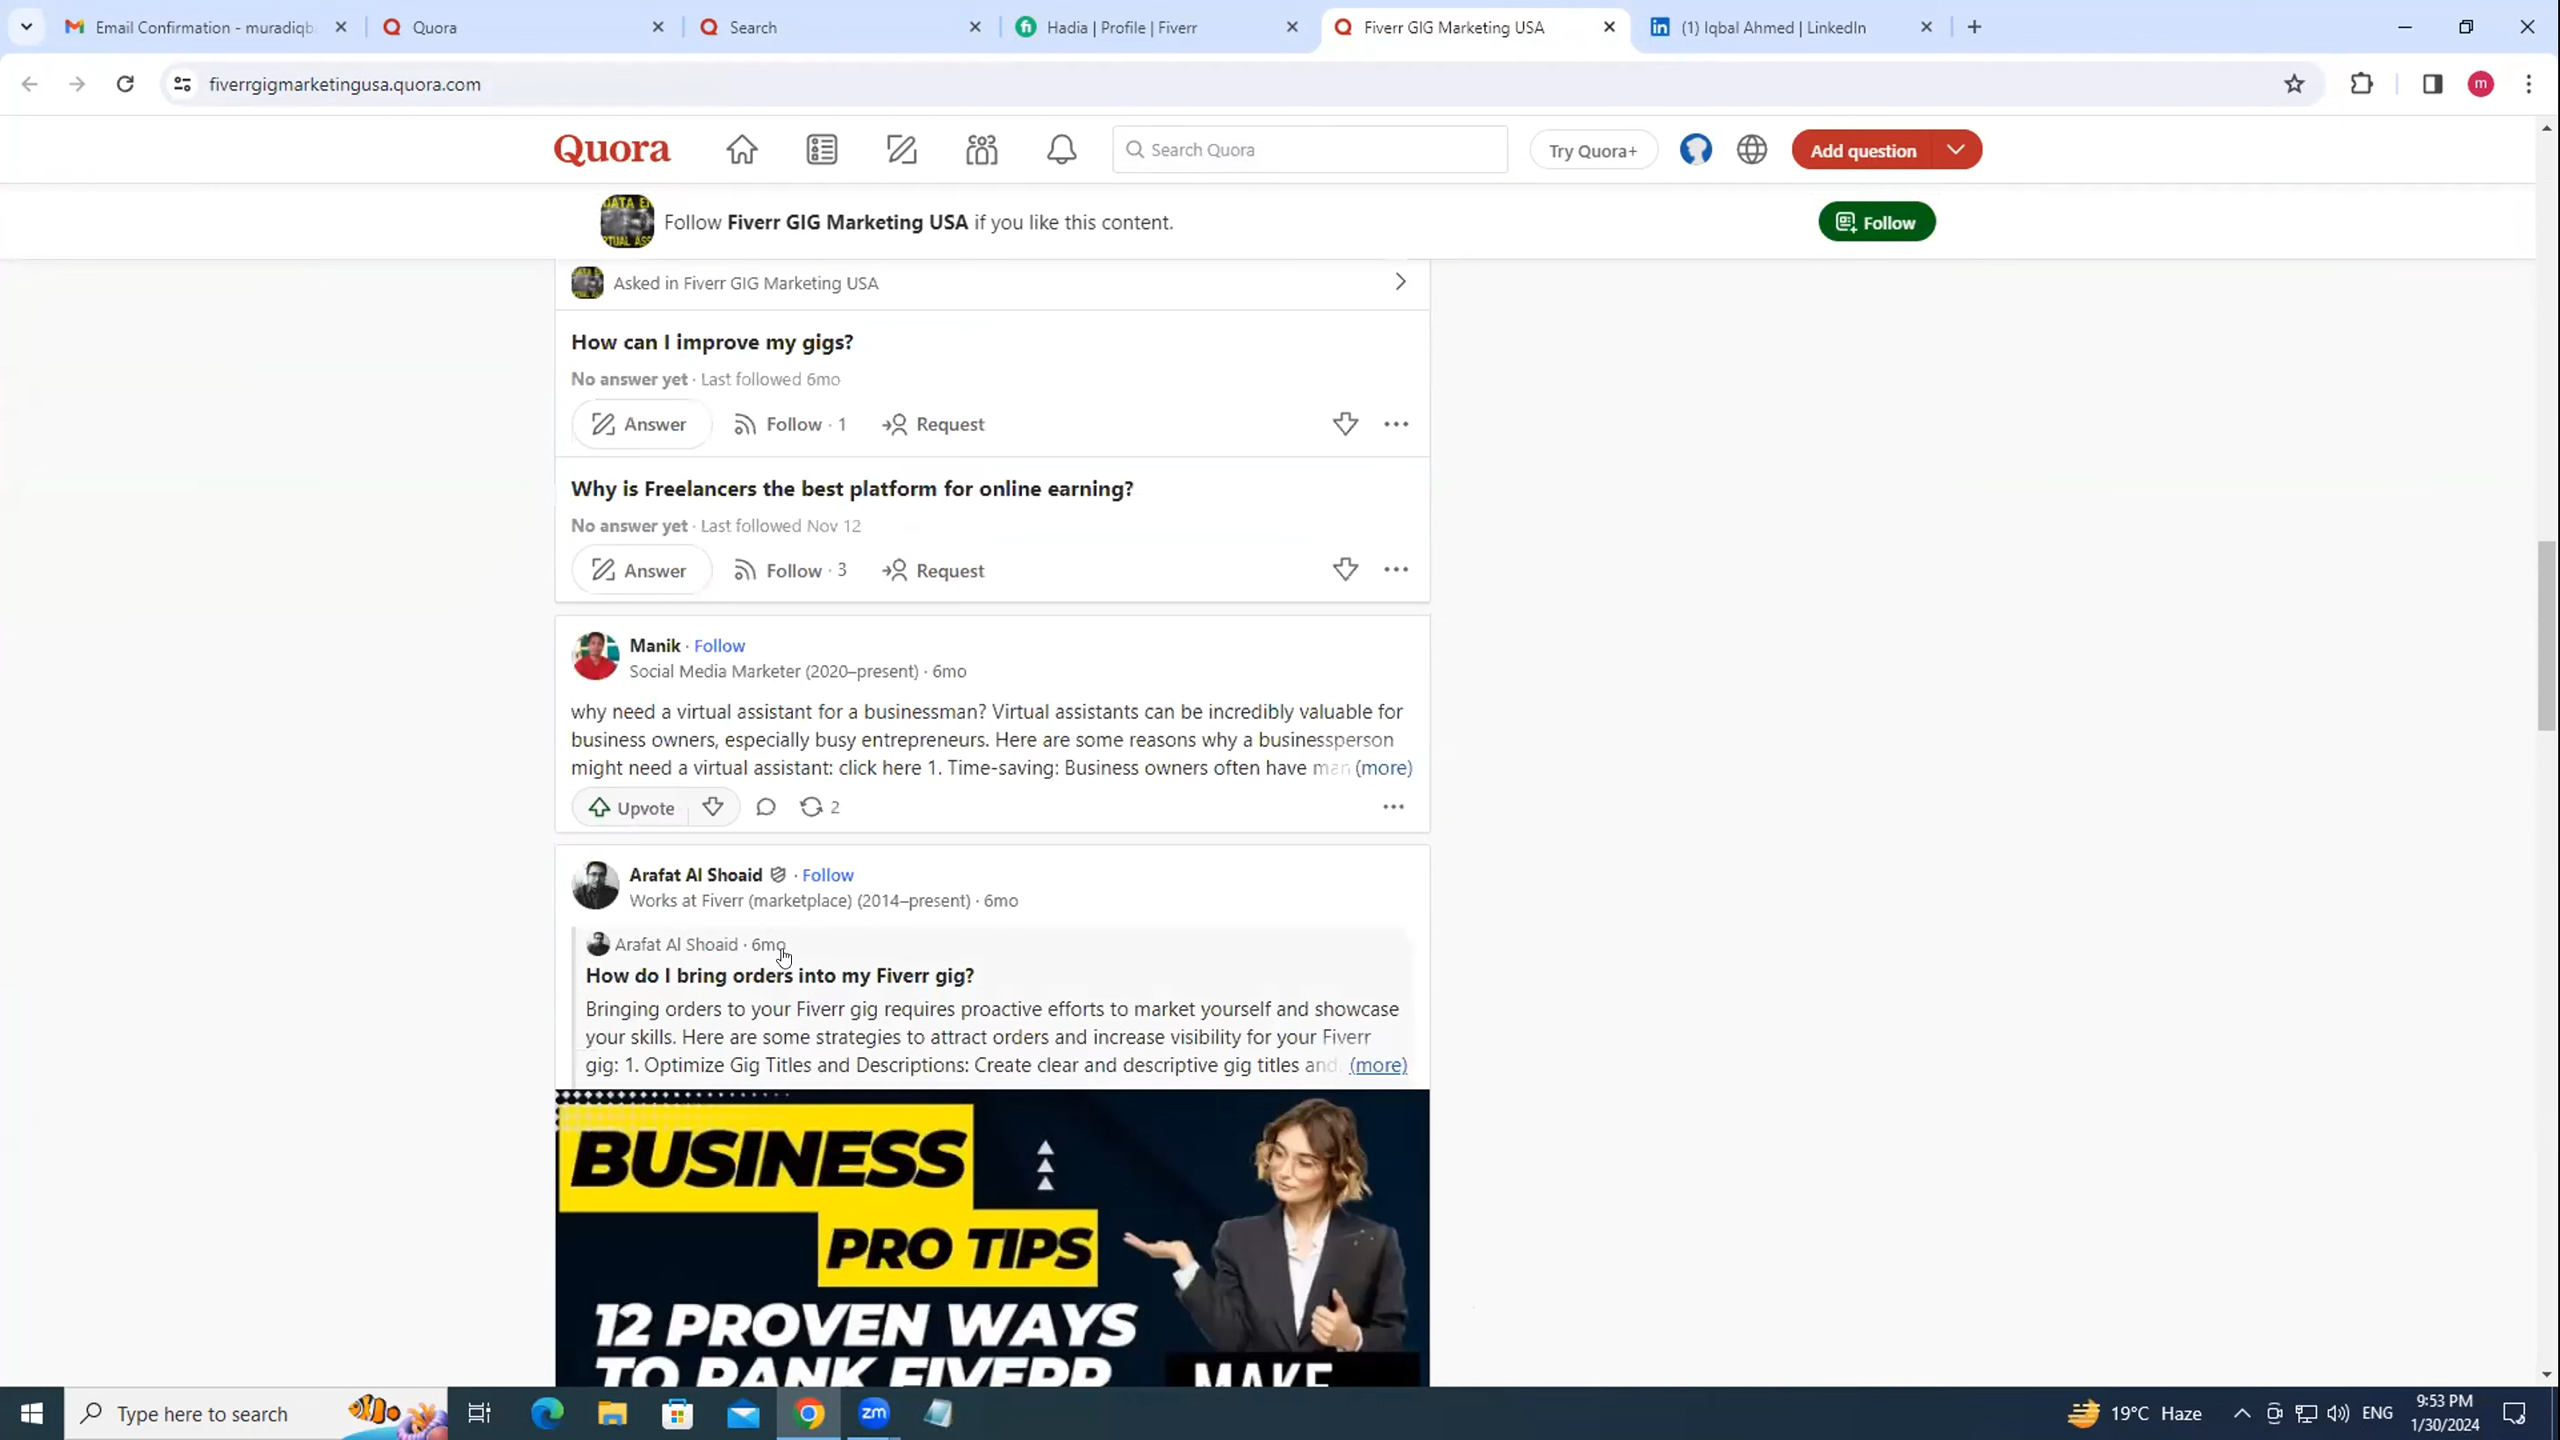 Email Confirmation - muradiqb
Quora
Search
Hadia | Profile | Fiverr
Fiverr GIG Marketing USA
(1) Iqbal Ahmed | LinkedIn
fiverrgigmarketingusa.quora.com
m
Quora
Search Quora
Try Quora+
Add question
Follow Fiverr GIG Marketing USA if you like this content.
Follow
Asked in Fiverr GIG Marketing USA
How can I improve my gigs?
No answer yet · Last followed 6mo
Answer Follow · 1 Request
Why is Freelancers the best platform for online earning?
No answer yet · Last followed Nov 12
Answer Follow · 3 Request
Manik · Follow
Social Media Marketer (2020–present) · 6mo
why need a virtual assistant for a businessman? Virtual assistants can be incredibly valuable for
business owners, especially busy entrepreneurs. Here are some reasons why a businessperson
might need a virtual assistant: click here 1. Time-saving: Business owners often have man (more)
Upvote 2
Arafat Al Shoaid · Follow
Works at Fiverr (marketplace) (2014–present) · 6mo
Arafat Al Shoaid · 6mo
How do I bring orders into my Fiverr gig?
Bringing orders to your Fiverr gig requires proactive efforts to market yourself and showcase
your skills. Here are some strategies to attract orders and increase visibility for your Fiverr
gig: 1. Optimize Gig Titles and Descriptions: Create clear and descriptive gig titles and. (more)
BUSINESS
PRO TIPS
12 PROVEN WAYS
TO RANK FIVERR
MAKE
Type here to search
zm
19°C Haze
ENG
9:53 PM
1/30/2024